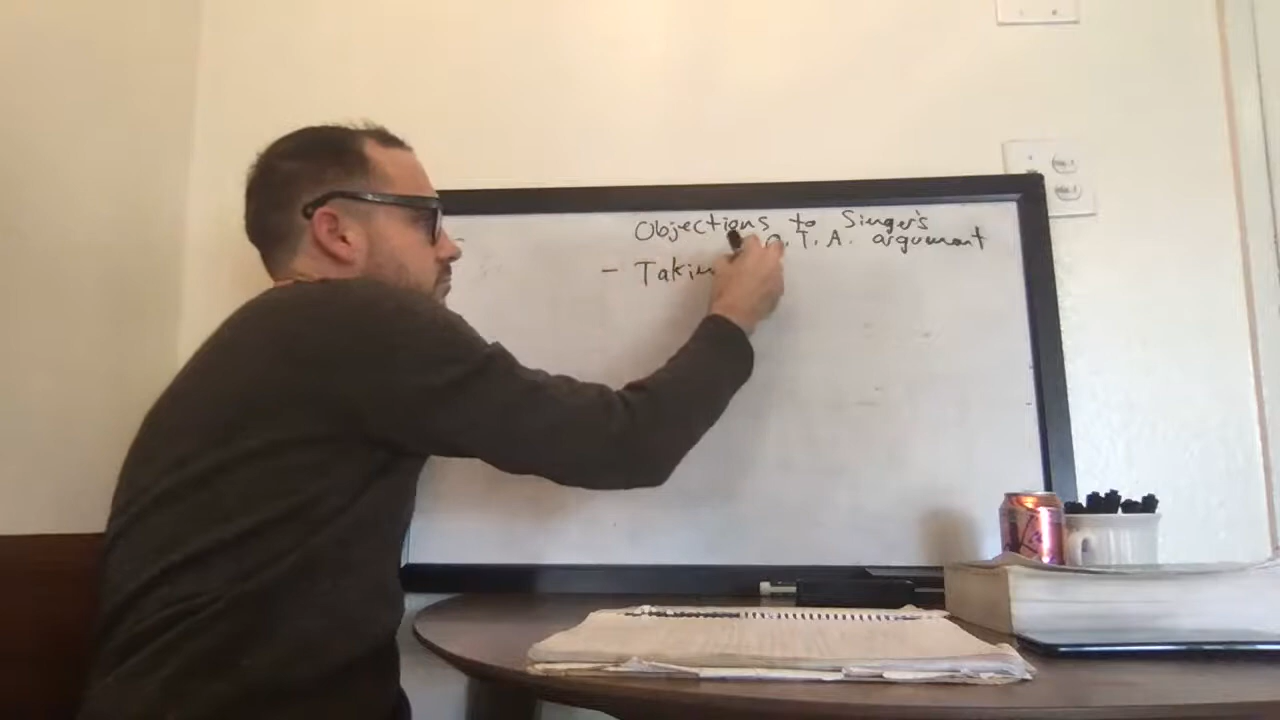 Objections to Singer's
O. T. A. argument
- Takin